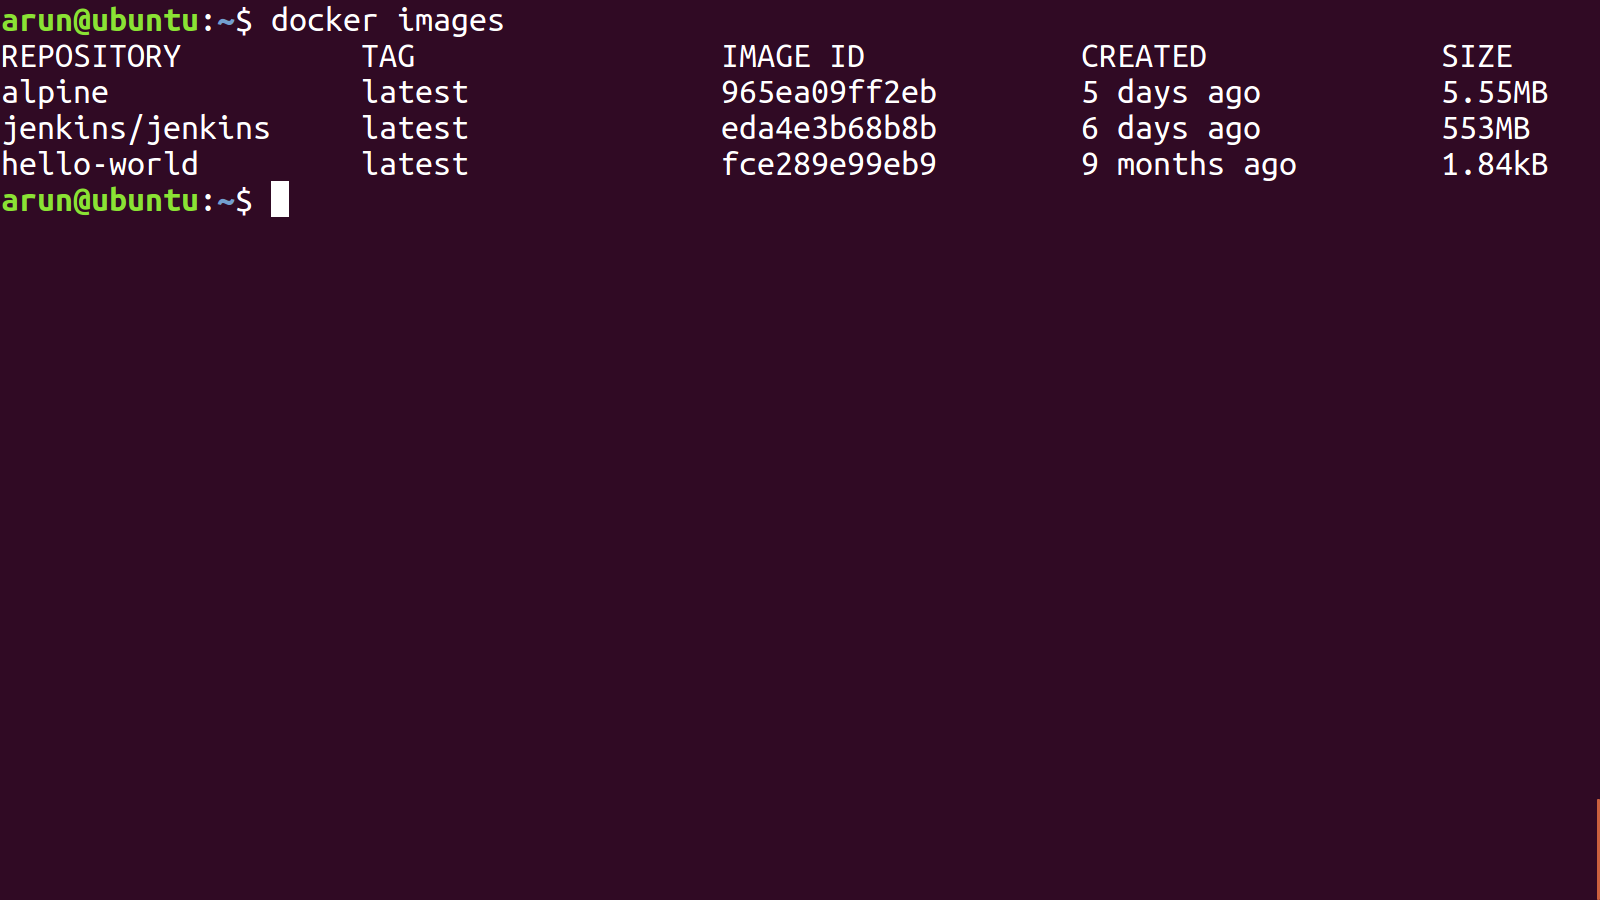 arun@ubuntu:~$ docker images
REPOSITORY TAG IMAGE ID CREATED SIZE
alpine latest 965ea09ff2eb 5 days ago 5.55MB
jenkins/jenkins latest eda4e3b68b8b 6 days ago 553MB
hello-world latest fce289e99eb9 9 months ago 1.84kB
arun@ubuntu:~$